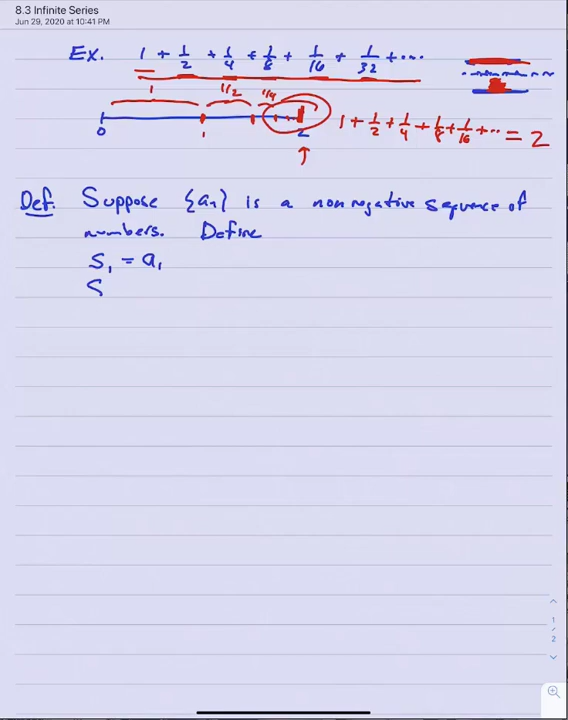 8.3 Infinite Series
Jun 29, 2020 at 10:41 PM
Ex. 1 + 1/2 + 1/4 + 1/8 + 1/16 + 1/32 + ...
1 1/2 1/4
0 1 2
1 + 1/2 + 1/4 + 1/8 + 1/16 + ... = 2
Def. Suppose {an} is a nonnegative sequence of
numbers. Define
S1 = a1
S
1
2